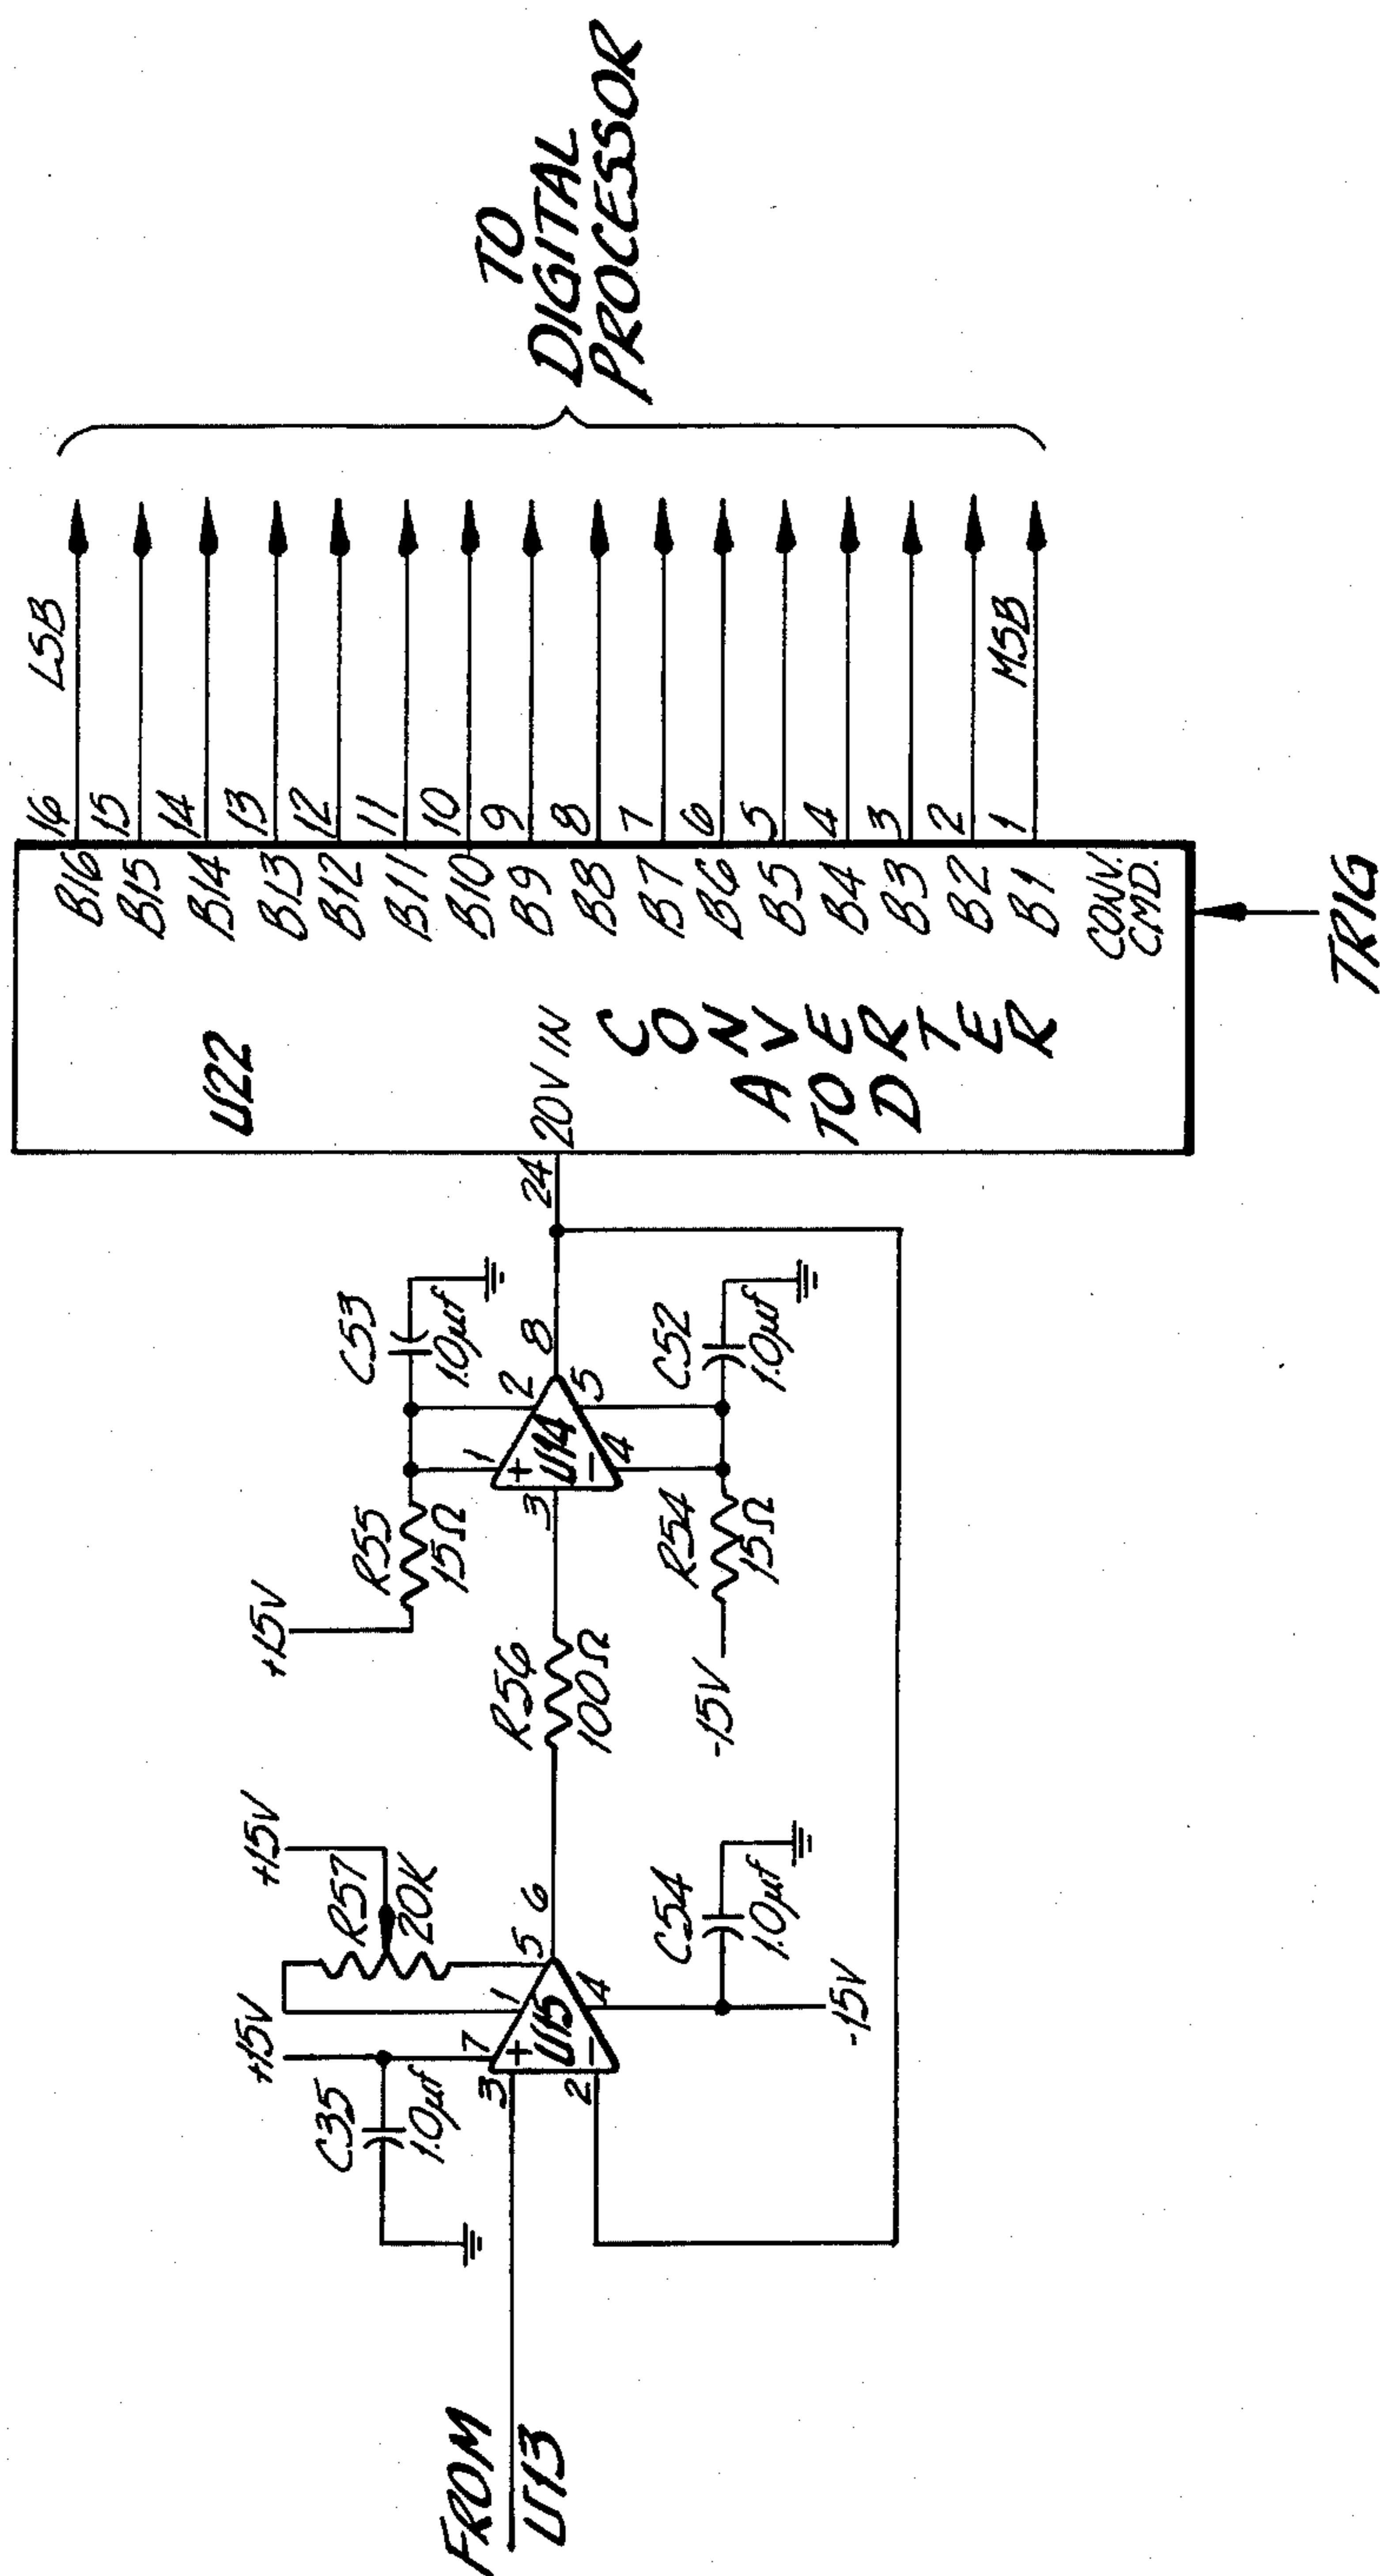 FROM
U13
+15V
C35
1.0µf
7
3
2
+
U15
-
1
4
5
6
R57
20K
+15V
C54
1.0µf
-15V
R56
100Ω
+15V
R55
15Ω
-15V
R54
15Ω
3
1
+
U14
-
4
2
5
8
C53
1.0µf
C52
1.0µf
24
20V IN
U22
A TO D
CONVERTER
B16 16 LSB
B15 15
B14 14
B13 13
B12 12
B11 11
B10 10
B9 9
B8 8
B7 7
B6 6
B5 5
B4 4
B3 3
B2 2
B1 1 MSB
CONV.
CMD.
TRIG
TO
DIGITAL
PROCESSOR